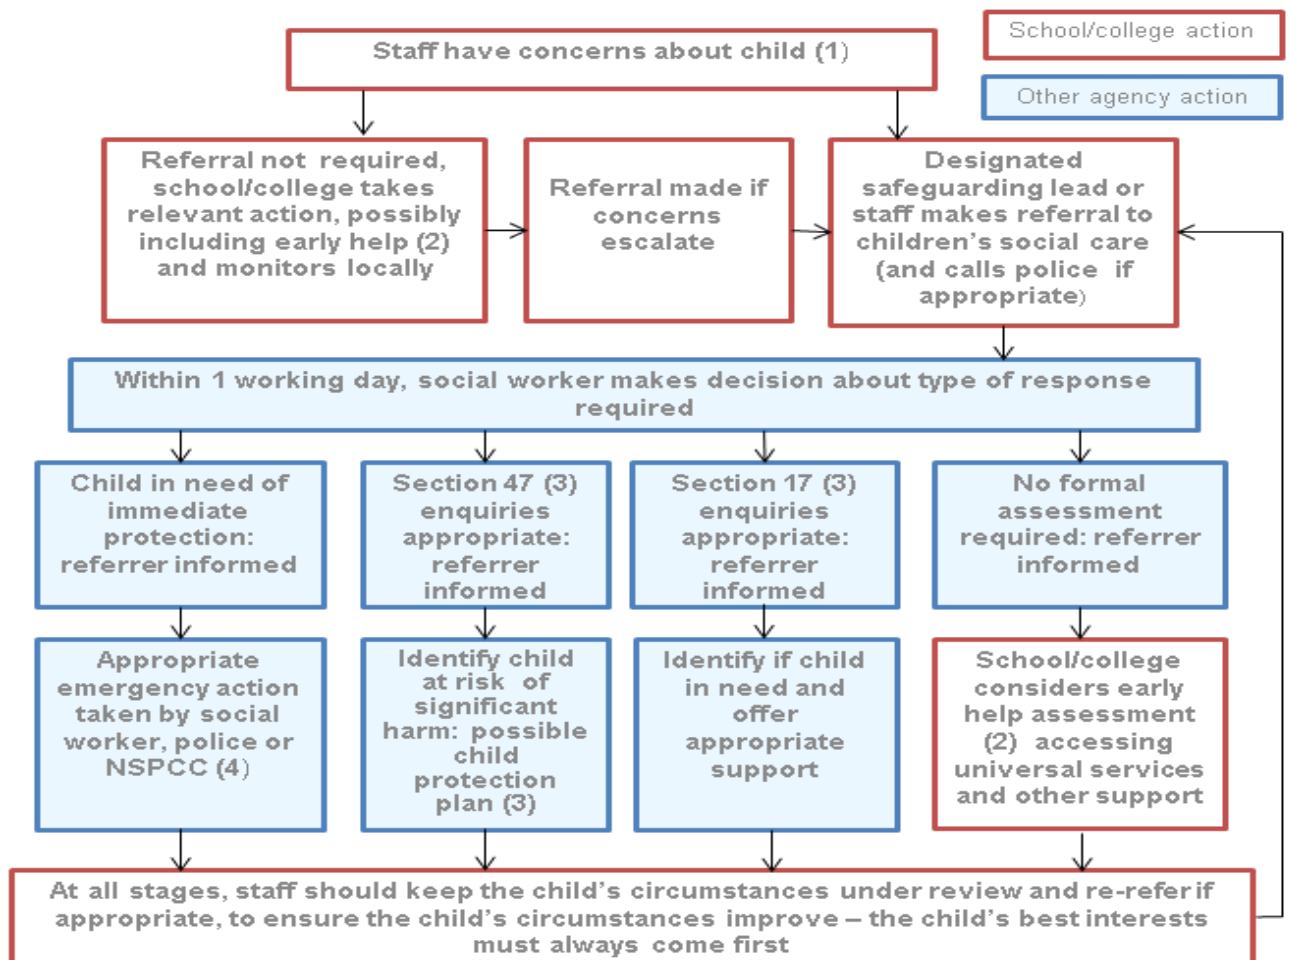 School/college action
Other agency action
Staff have concerns about child (1)
Referral not required,
school/college takes
relevant action, possibly
including early help (2)
and monitors locally
Referral made if
concerns
escalate
Designated
safeguarding lead or
staff makes referral to
children’s social care
(and calls police if
appropriate)
Within 1 working day, social worker makes decision about type of response
required
Child in need of
immediate
protection:
referrer informed
Section 47 (3)
enquiries
appropriate:
referrer
informed
Section 17 (3)
enquiries
appropriate:
referrer
informed
No formal
assessment
required: referrer
informed
Appropriate
emergency action
taken by social
worker, police or
NSPCC (4)
Identify child
at risk of
significant
harm: possible
child
protection
plan (3)
Identify if child
in need and
offer
appropriate
support
School/college
considers early
help assessment
(2) accessing
universal services
and other support
At all stages, staff should keep the child’s circumstances under review and re-refer if
appropriate, to ensure the child’s circumstances improve – the child’s best interests
must always come first